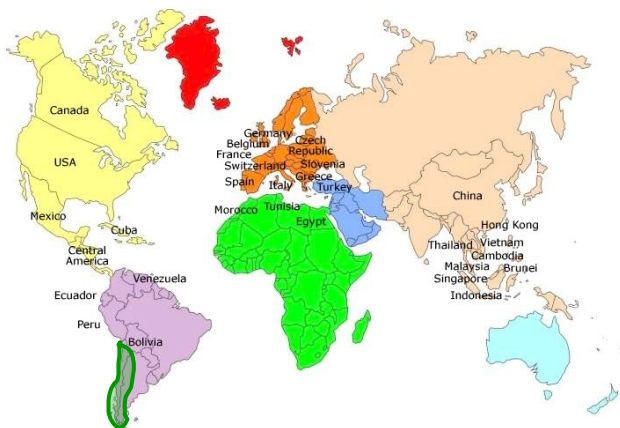 Canada
USA
Mexico
Cuba
Central
America
Venezuela
Ecuador
Peru
Bolivia
Germany
Belgium
Czech
Republic
France
Switzerland
Slovenia
Spain
Italy
Greece
Turkey
Morocco
Tunisia
Egypt
China
Hong Kong
Thailand
Vietnam
Cambodia
Malaysia
Brunei
Singapore
Indonesia